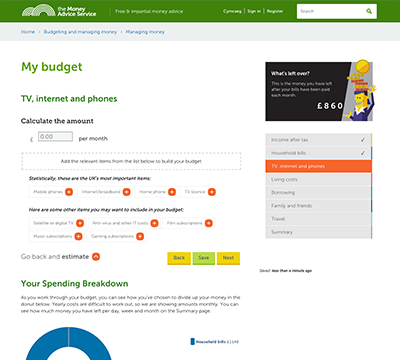 the Money
Advice Service
Free & impartial money advice
Cymraeg | Sign in | Register
Search
Home > Budgeting and managing money > Managing money
My budget
TV, internet and phones
Calculate the amount
£ 0.00 per month
Add the relevant items from the list below to build your budget
Statistically, these are the UK's most important items:
Mobile phones
Internet/broadband
Home phone
TV licence
Here are some other items you may want to include in your budget:
Satellite or digital TV
Anti-virus and other IT costs
Film subscriptions
Music subscriptions
Gaming subscriptions
Go back and estimate
Back
Save
Next
Your Spending Breakdown
As you work through your budget, you can see how you've chosen to divide up your money in the
donut below. Yearly costs are difficult to work out, so we are showing amounts monthly. You can
see how much money you have left per day, week and month on the Summary page.
Household bills £1140
What's left over?
This is the money you have left
after your bills have been paid
each month.
£860
Income after tax
Household bills
TV, internet and phones
Living costs
Borrowing
Family and friends
Travel
Summary
Saved: less than a minute ago